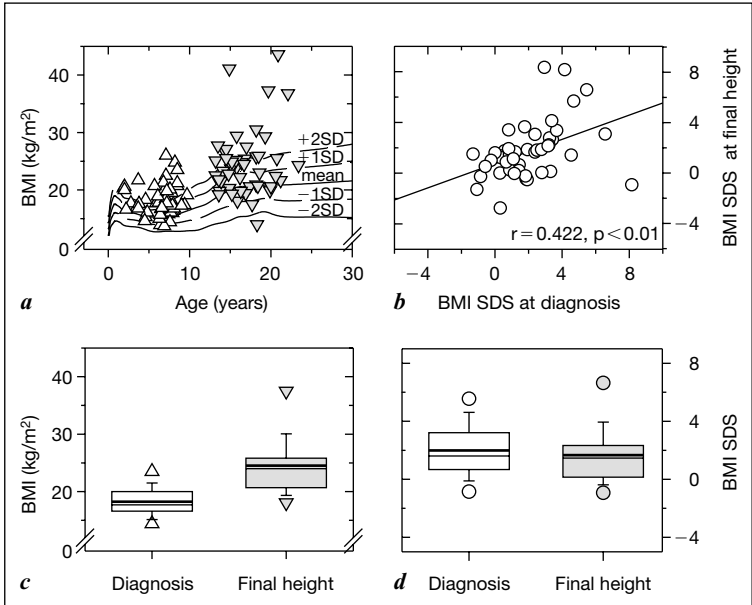 BMI (kg/m²)
40
30
20
10
0
+2SD
+1SD
mean
−1SD
−2SD
0
5
10
15
20
30
Age (years)
a
8
4
0
−4
BMI SDS at final height
r=0.422, p<0.01
−4
0
4
8
BMI SDS at diagnosis
b
BMI (kg/m²)
45
30
20
0
Diagnosis
Final height
c
8
4
0
−4
BMI SDS
Diagnosis
Final height
d